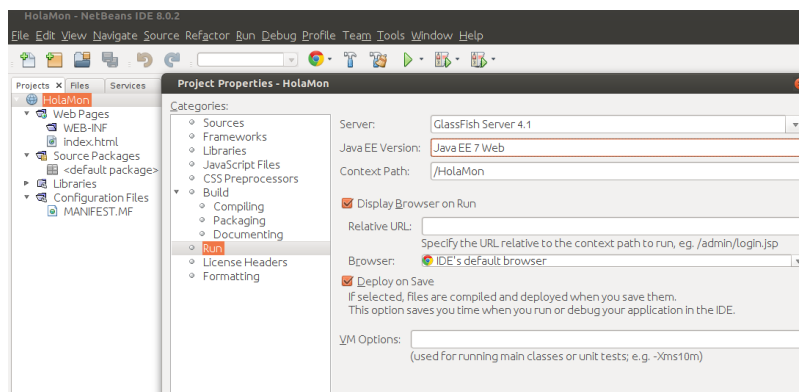 HolaMon - NetBeans IDE 8.0.2
File Edit View Navigate Source Refactor Run Debug Profile Team Tools Window Help
Projects X Files Services
HolaMon
Web Pages
WEB-INF
index.html
Source Packages
<default package>
Libraries
Configuration Files
MANIFEST.MF
Project Properties - HolaMon
Categories:
Sources
Frameworks
Libraries
JavaScript Files
CSS Preprocessors
Build
Compiling
Packaging
Documenting
Run
License Headers
Formatting
Server: GlassFish Server 4.1
Java EE Version: Java EE 7 Web
Context Path: /HolaMon
Display Browser on Run
Relative URL:
Specify the URL relative to the context path to run, eg. /admin/login.jsp
Browser: IDE's default browser
Deploy on Save
If selected, files are compiled and deployed when you save them.
This option saves you time when you run or debug your application in the IDE.
VM Options:
(used for running main classes or unit tests; e.g. -Xms10m)